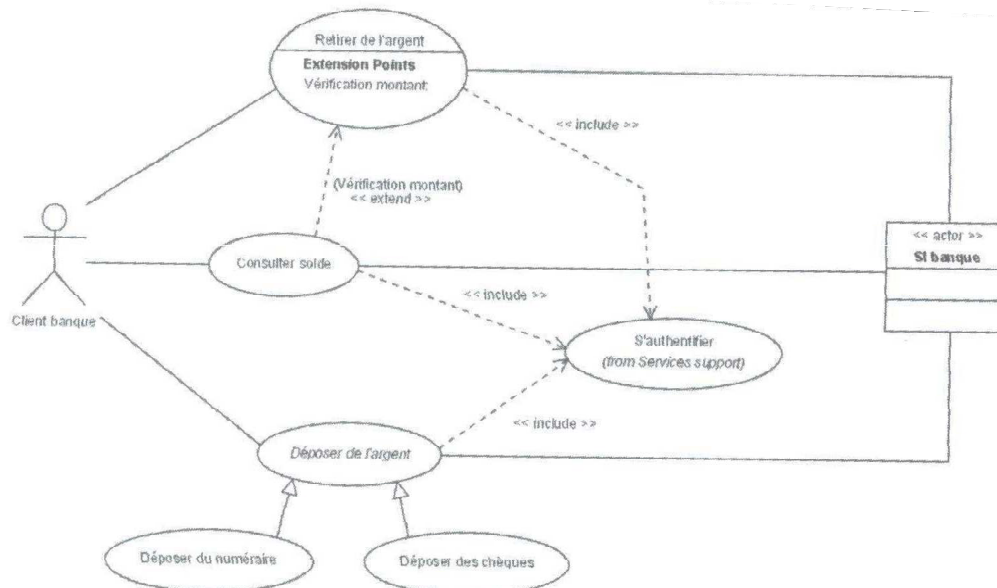 Retirer de l'argent
Extension Points
Vérification montant:
<< include >>
(Vérification montant)
<< extend >>
<< actor >>
SI banque
Consulter solde
<< include >>
Client banque
S'authentifier
(from Services support)
<< include >>
Déposer de l'argent
Déposer du numéraire
Déposer des chèques